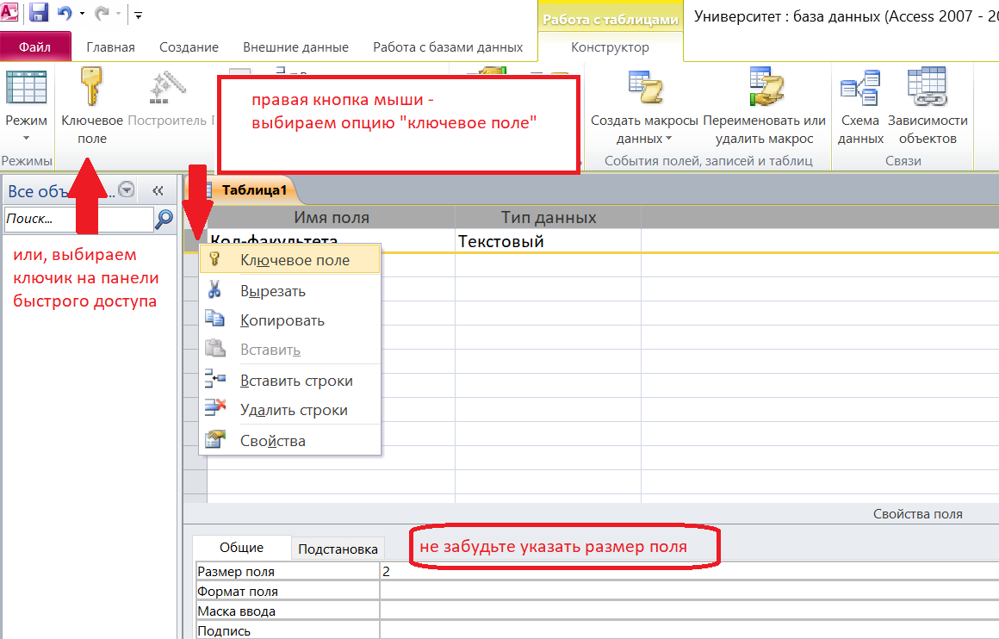 Работа с таблицами
Университет : база данных (Access 2007 - 20
Файл
Главная
Создание
Внешние данные
Работа с базами данных
Конструктор
Режим
Ключевое
поле
Построитель
Создать макросы
данных
Переименовать или
удалить макрос
Схема
данных
Зависимости
объектов
Режимы
События полей, записей и таблиц
Связи
правая кнопка мыши -
выбираем опцию "ключевое поле"
Все объ
Поиск...
или, выбираем
ключик на панели
быстрого доступа
Таблица1
Имя поля
Тип данных
Код-факультета
Текстовый
Ключевое поле
Вырезать
Копировать
Вставить
Вставить строки
Удалить строки
Свойства
Свойства поля
не забудьте указать размер поля
Общие
Подстановка
Размер поля
2
Формат поля
Маска ввода
Подпись